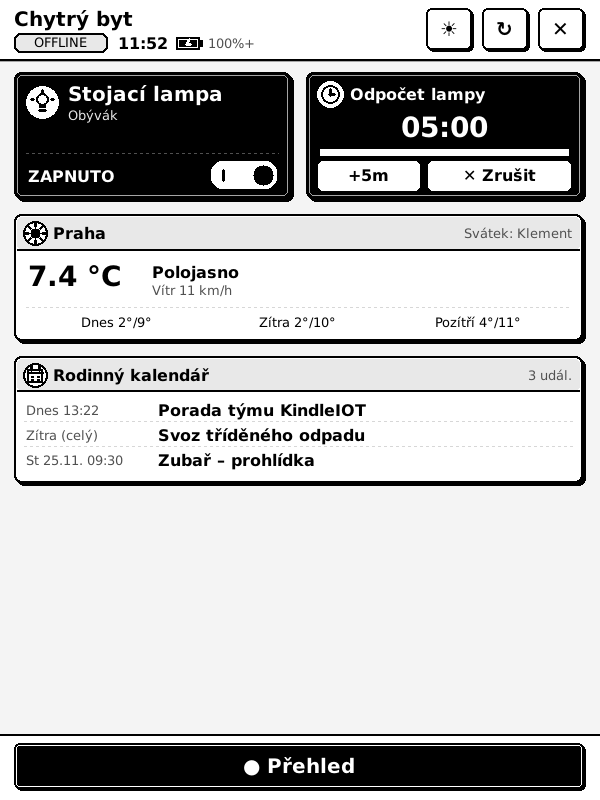 Chytrý byt
OFFLINE 11:52 100%+
☀ ↻ ✕
Stojací lampa
Obývák
ZAPNUTO
Odpočet lampy
05:00
+5m ✕ Zrušit
Praha Svátek: Klement
7.4 °C Polojasno
Vítr 11 km/h
Dnes 2°/9° Zítra 2°/10° Pozítří 4°/11°
Rodinný kalendář 3 udál.
Dnes 13:22 Porada týmu KindleIOT
Zítra (celý) Svoz tříděného odpadu
St 25.11. 09:30 Zubař – prohlídka
● Přehled